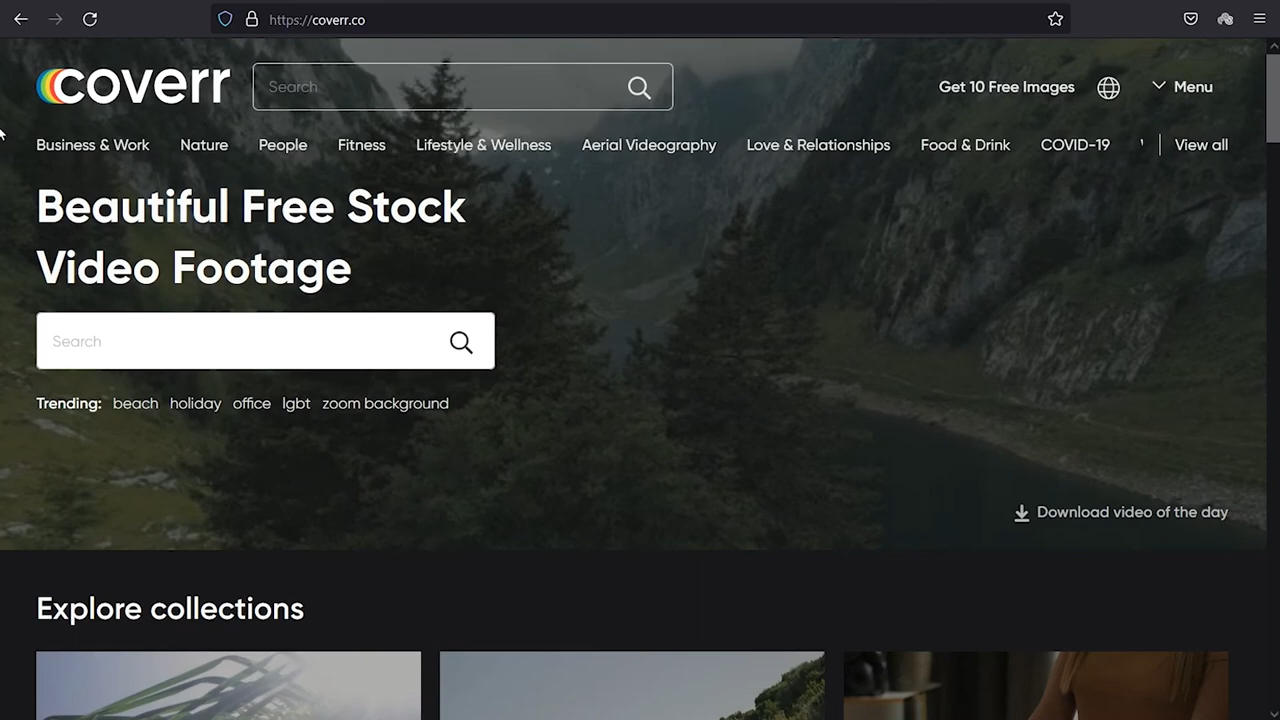 https://coverr.co
coverr
Search
Get 10 Free Images
Menu
Business & Work Nature People Fitness Lifestyle & Wellness Aerial Videography Love & Relationships Food & Drink COVID-19 View all
Beautiful Free Stock
Video Footage
Search
Trending: beach holiday office lgbt zoom background
Download video of the day
Explore collections